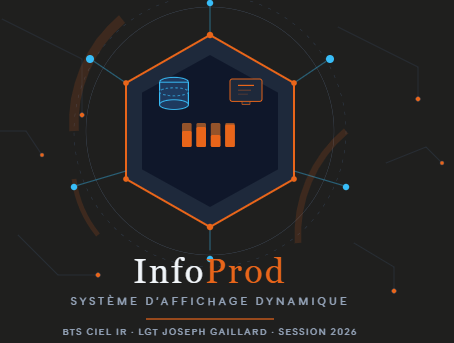 InfoProd
SYSTÈME D'AFFICHAGE DYNAMIQUE
BTS CIEL IR · LGT JOSEPH GAILLARD · SESSION 2026